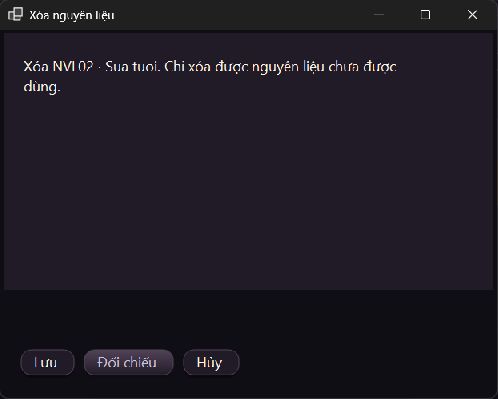 Xóa nguyên liệu
Xóa NVL02 · Sua tuoi. Chỉ xóa được nguyên liệu chưa được
dùng.
Lưu
Đối chiếu
Hủy